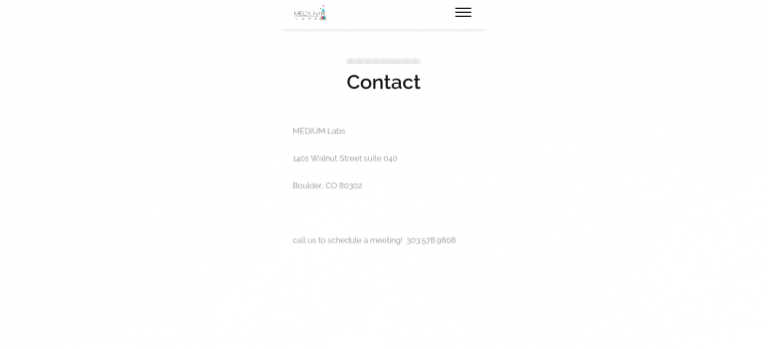 MEDIUM
LABS
Contact
MEDIUM Labs
1401 Walnut Street suite 040
Boulder, CO 80302
call us to schedule a meeting! 303.578.9808